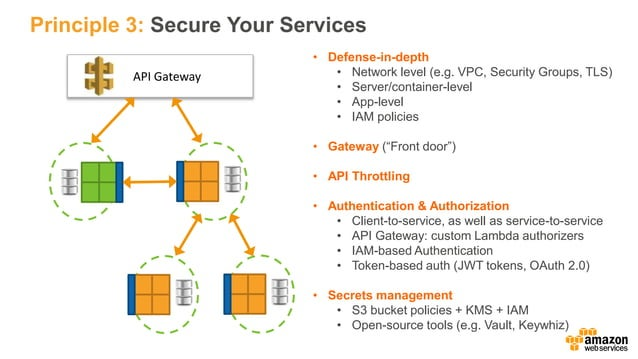 Principle 3: Secure Your Services
API Gateway
• Defense-in-depth
• Network level (e.g. VPC, Security Groups, TLS)
• Server/container-level
• App-level
• IAM policies
• Gateway (“Front door”)
• API Throttling
• Authentication & Authorization
• Client-to-service, as well as service-to-service
• API Gateway: custom Lambda authorizers
• IAM-based Authentication
• Token-based auth (JWT tokens, OAuth 2.0)
• Secrets management
• S3 bucket policies + KMS + IAM
• Open-source tools (e.g. Vault, Keywhiz)
amazon
webservices